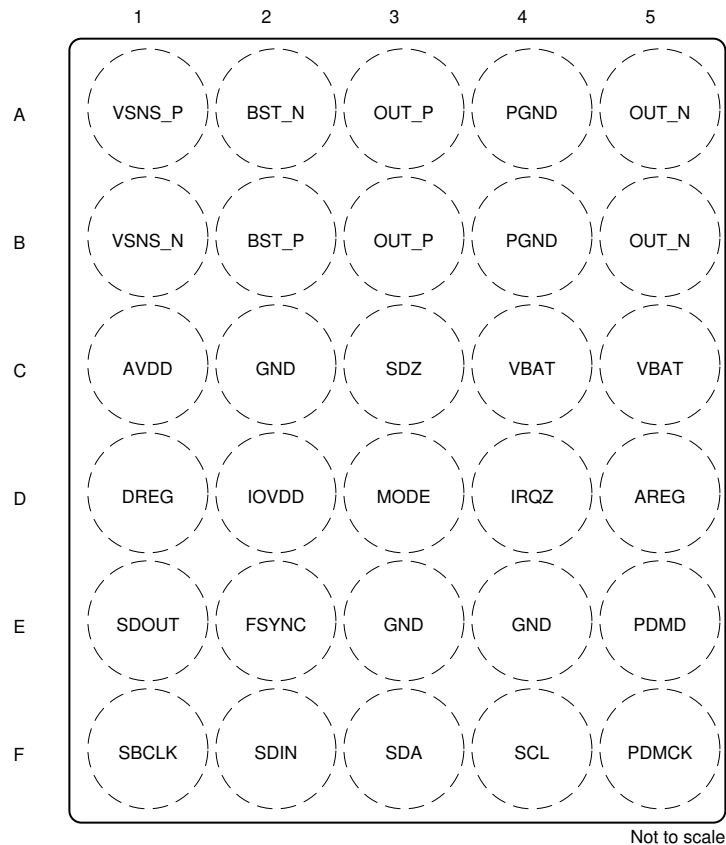 1 2 3 4 5
A VSNS_P BST_N OUT_P PGND OUT_N
B VSNS_N BST_P OUT_P PGND OUT_N
C AVDD GND SDZ VBAT VBAT
D DREG IOVDD MODE IRQZ AREG
E SDOUT FSYNC GND GND PDMD
F SBCLK SDIN SDA SCL PDMCK
Not to scale